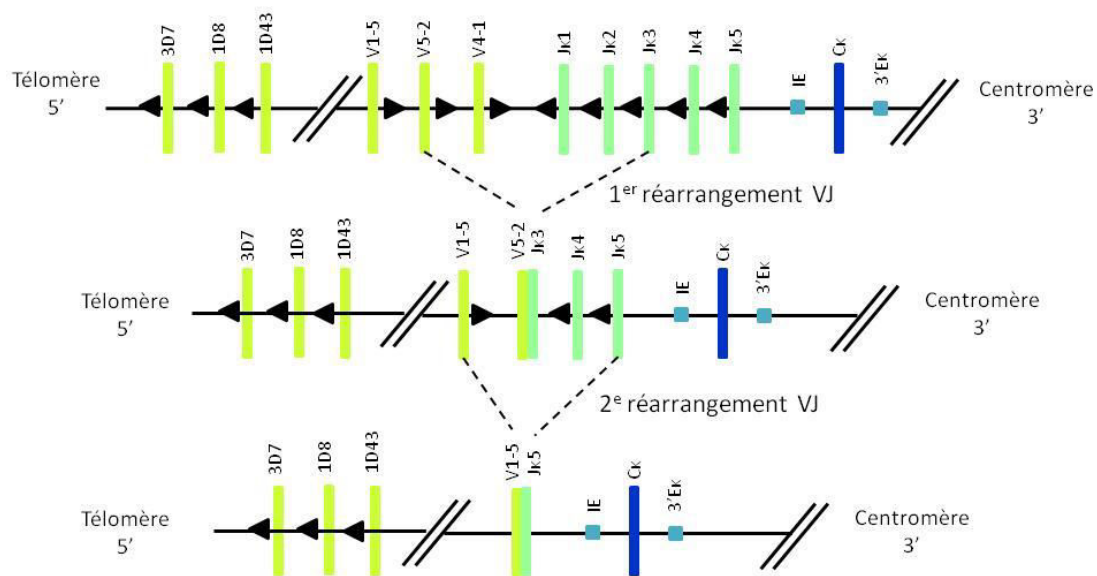 3D7 1D8 1D43 V1-5 V5-2 V4-1 Jκ1 Jκ2 Jκ3 Jκ4 Jκ5 IE Cκ 3'Eκ
Télomère
5'
Centromère
3'
1er réarrangement VJ
3D7 1D8 1D43 V1-5 V5-2 Jκ3 Jκ4 Jκ5 IE Cκ 3'Eκ
Télomère
5'
Centromère
3'
2e réarrangement VJ
3D7 1D8 1D43 V1-5 Jκ5 IE Cκ 3'Eκ
Télomère
5'
Centromère
3'